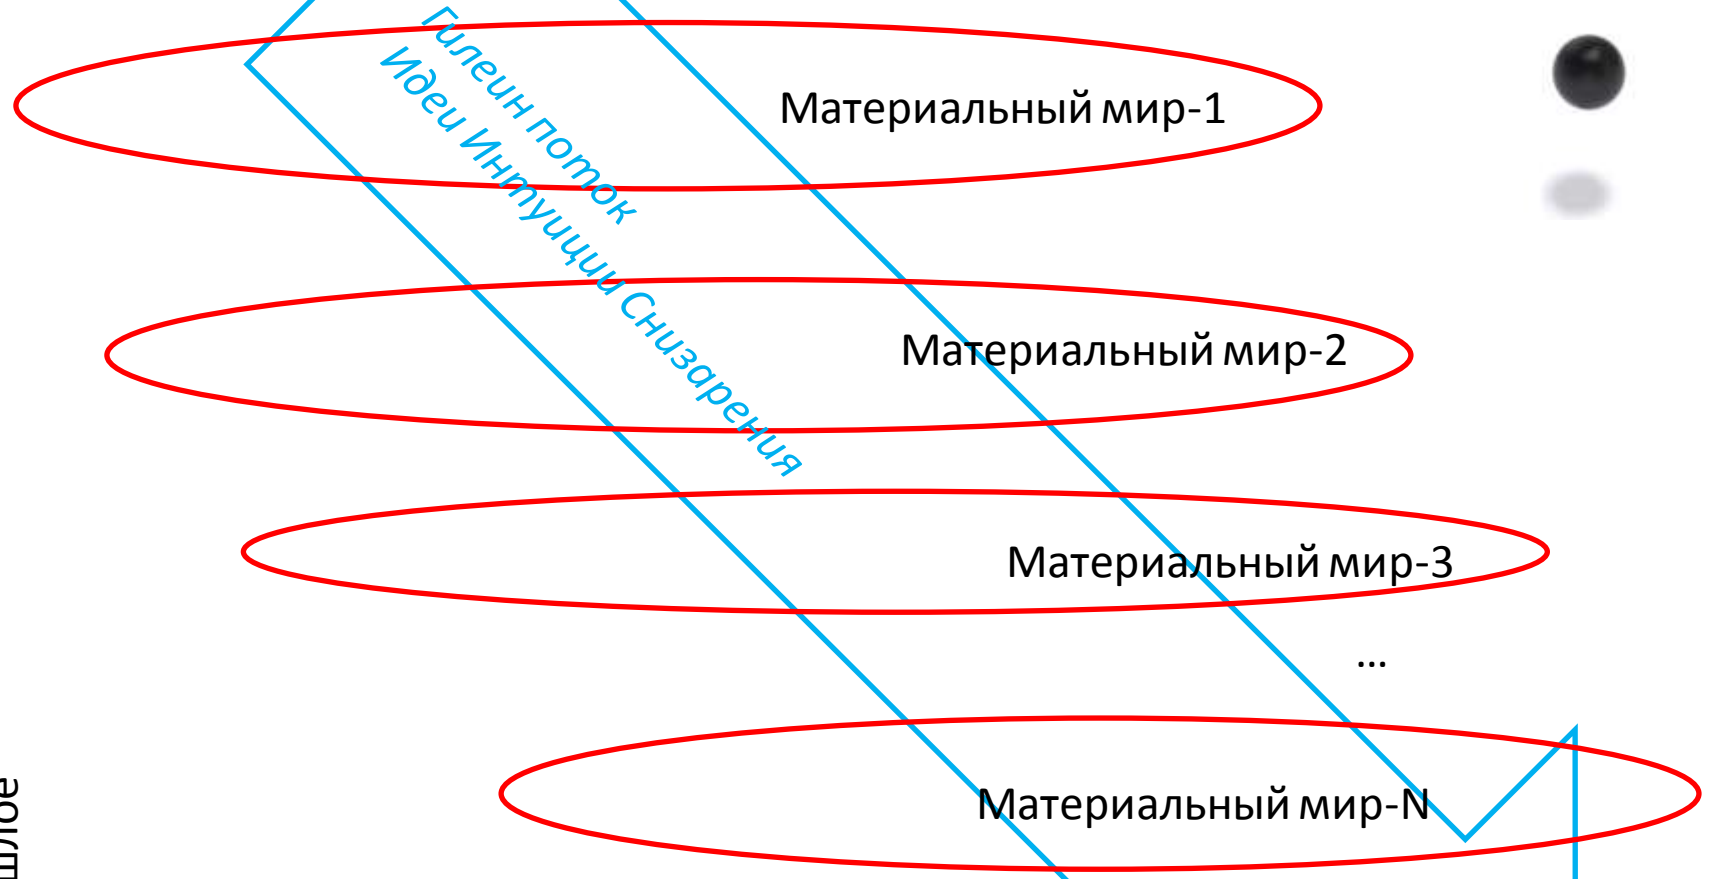 Гилеин поток
Идеи Интуиции Снизарения
Материальный мир-1
Материальный мир-2
Материальный мир-3
...
Материальный мир-N